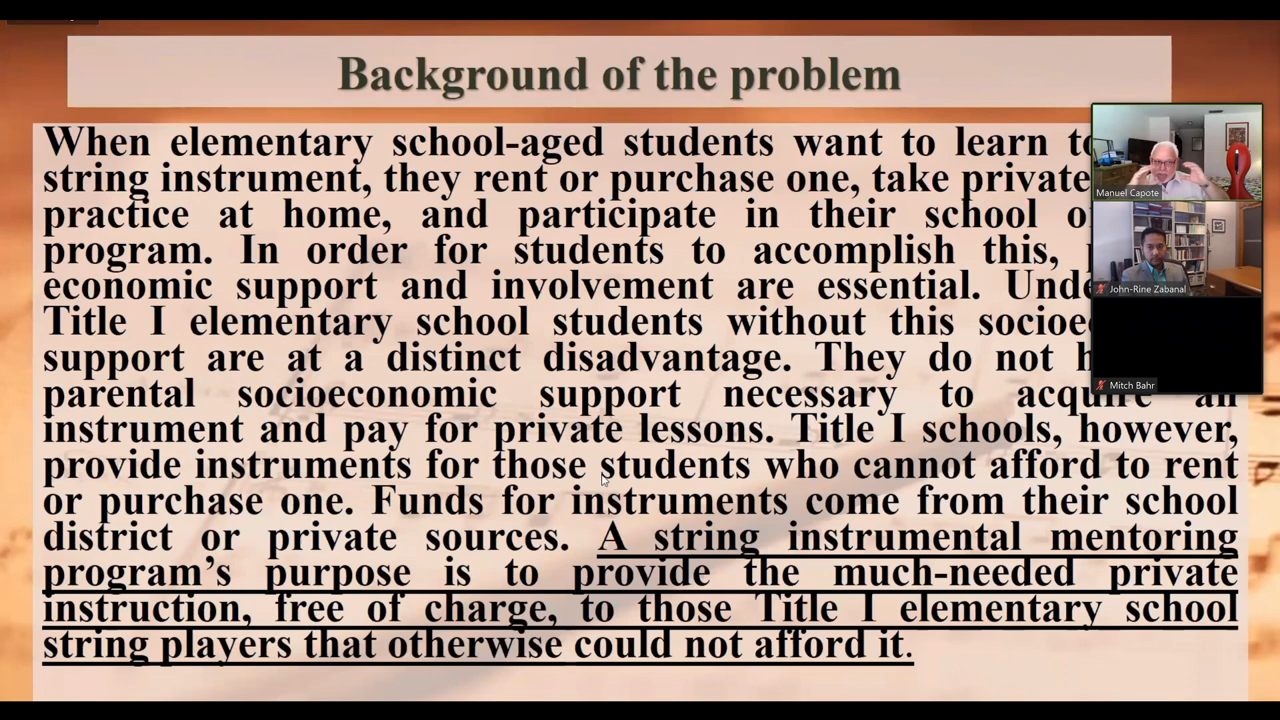 Background of the problem
When elementary school-aged students want to learn to
string instrument, they rent or purchase one, take private
practice at home, and participate in their school
program. In order for students to accomplish this,
economic support and involvement are essential.
Title I elementary school students without this
support are at a distinct disadvantage. They do not
parental socioeconomic support necessary to acquire an
instrument and pay for private lessons. Title I schools, however,
provide instruments for those students who cannot afford to rent
or purchase one. Funds for instruments come from their school
district or private sources. A string instrumental mentoring
program's purpose is to provide the much-needed private
instruction, free of charge, to those Title I elementary school
string players that otherwise could not afford it.
Manuel Capote
John-Rine Zabanal
Mitch Bahr